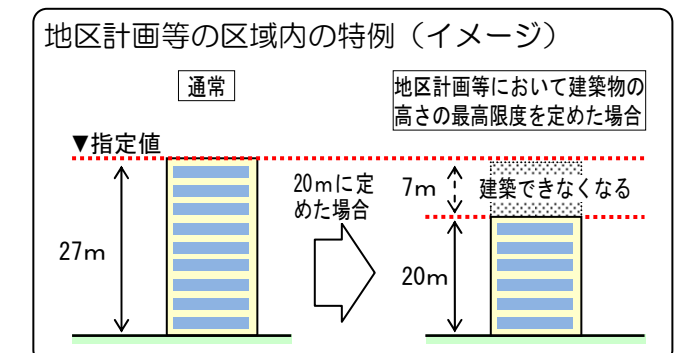 地区計画等の区域内の特例（イメージ）
通常
地区計画等において建築物の
高さの最高限度を定めた場合
▼指定値
20ｍに定
めた場合
7ｍ
建築できなくなる
27ｍ
20ｍ